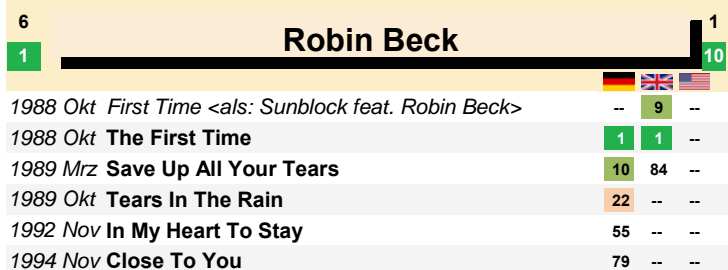 6 Robin Beck 1
1 10
1988 Okt First Time <als: Sunblock feat. Robin Beck> -- 9 --
1988 Okt The First Time 1 1 --
1989 Mrz Save Up All Your Tears 10 84 --
1989 Okt Tears In The Rain 22 -- --
1992 Nov In My Heart To Stay 55 -- --
1994 Nov Close To You 79 -- --